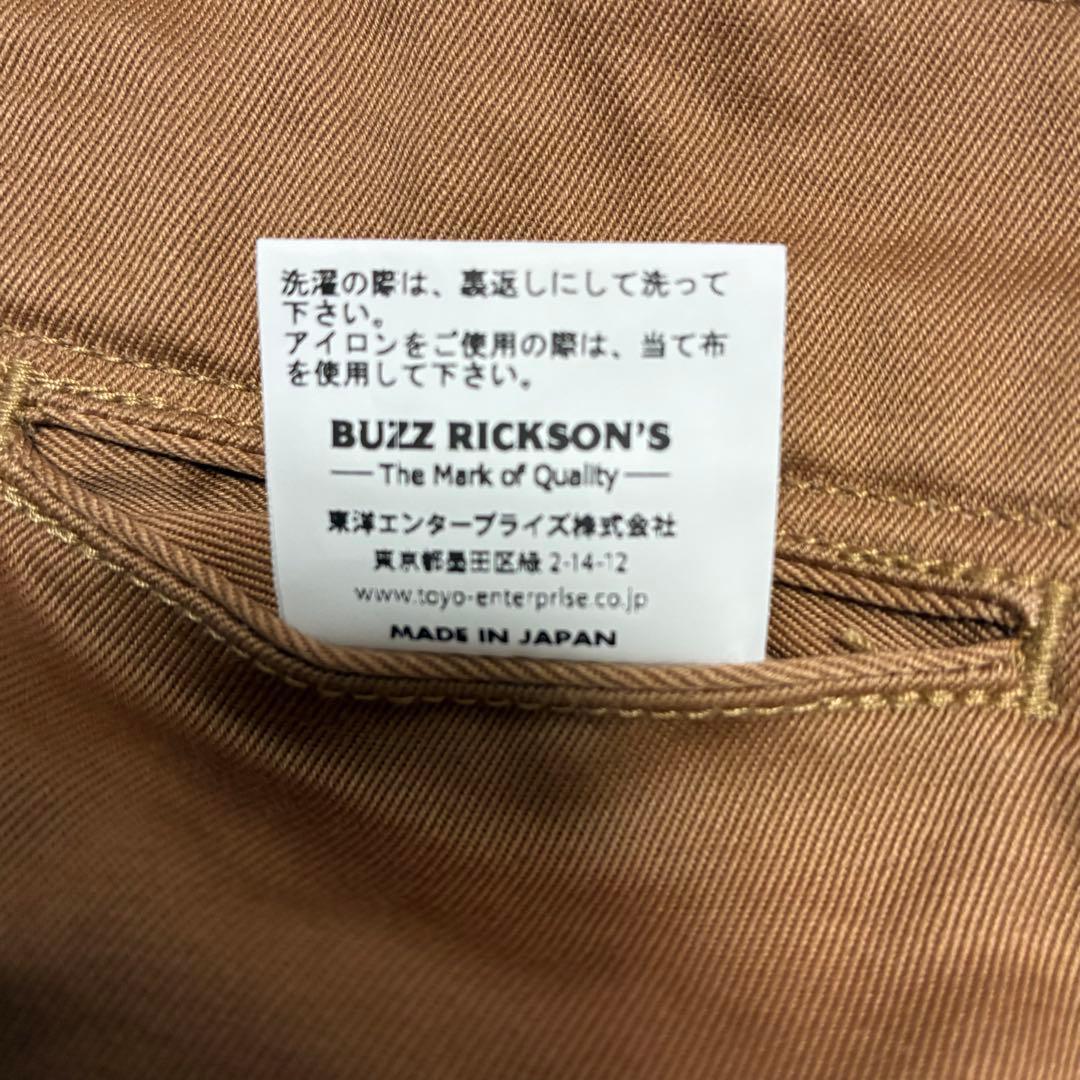 洗濯の際は、裏返しにして洗って
下さい。
アイロンをご使用の際は、当て布
を使用して下さい。
BUZZ RICKSON'S
The Mark of Quality
東洋エンタープライズ株式会社
東京都墨田区緑 2-14-12
www.toyo-enterprise.co.jp
MADE IN JAPAN